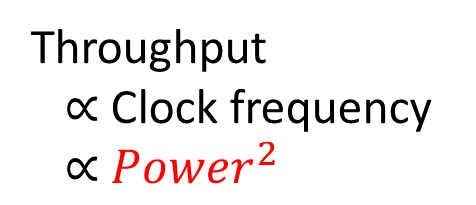 Throughput
∝ Clock frequency
∝ Power²